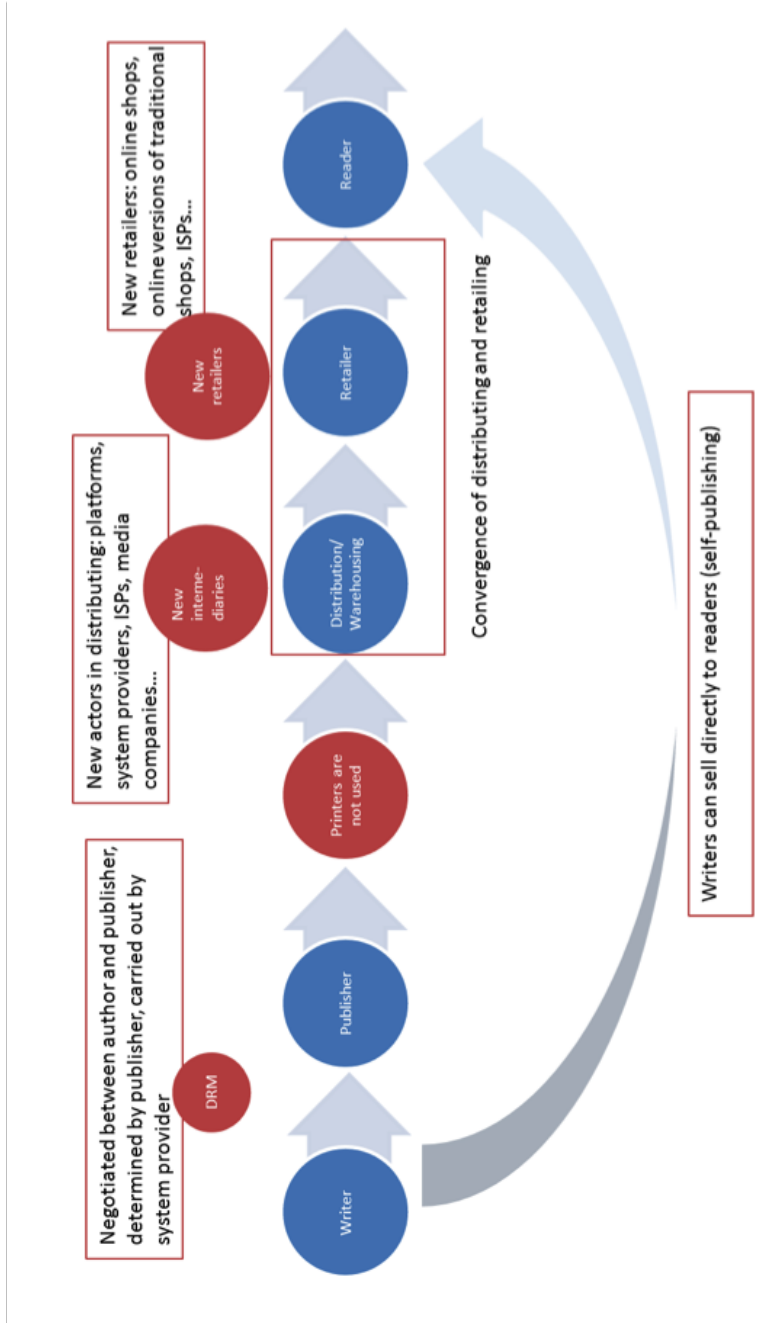 Negotiated between author and publisher,
determined by publisher, carried out by
system provider
New actors in distributing: platforms,
system providers, ISPs, media
companies...
New retailers: online shops,
online versions of traditional
shops, ISPs...
DRM
New
interme-
diaries
New
retailers
Writer
Publisher
Printers are
not used
Distribution/
Warehousing
Retailer
Reader
Convergence of distributing and retailing
Writers can sell directly to readers (self-publishing)